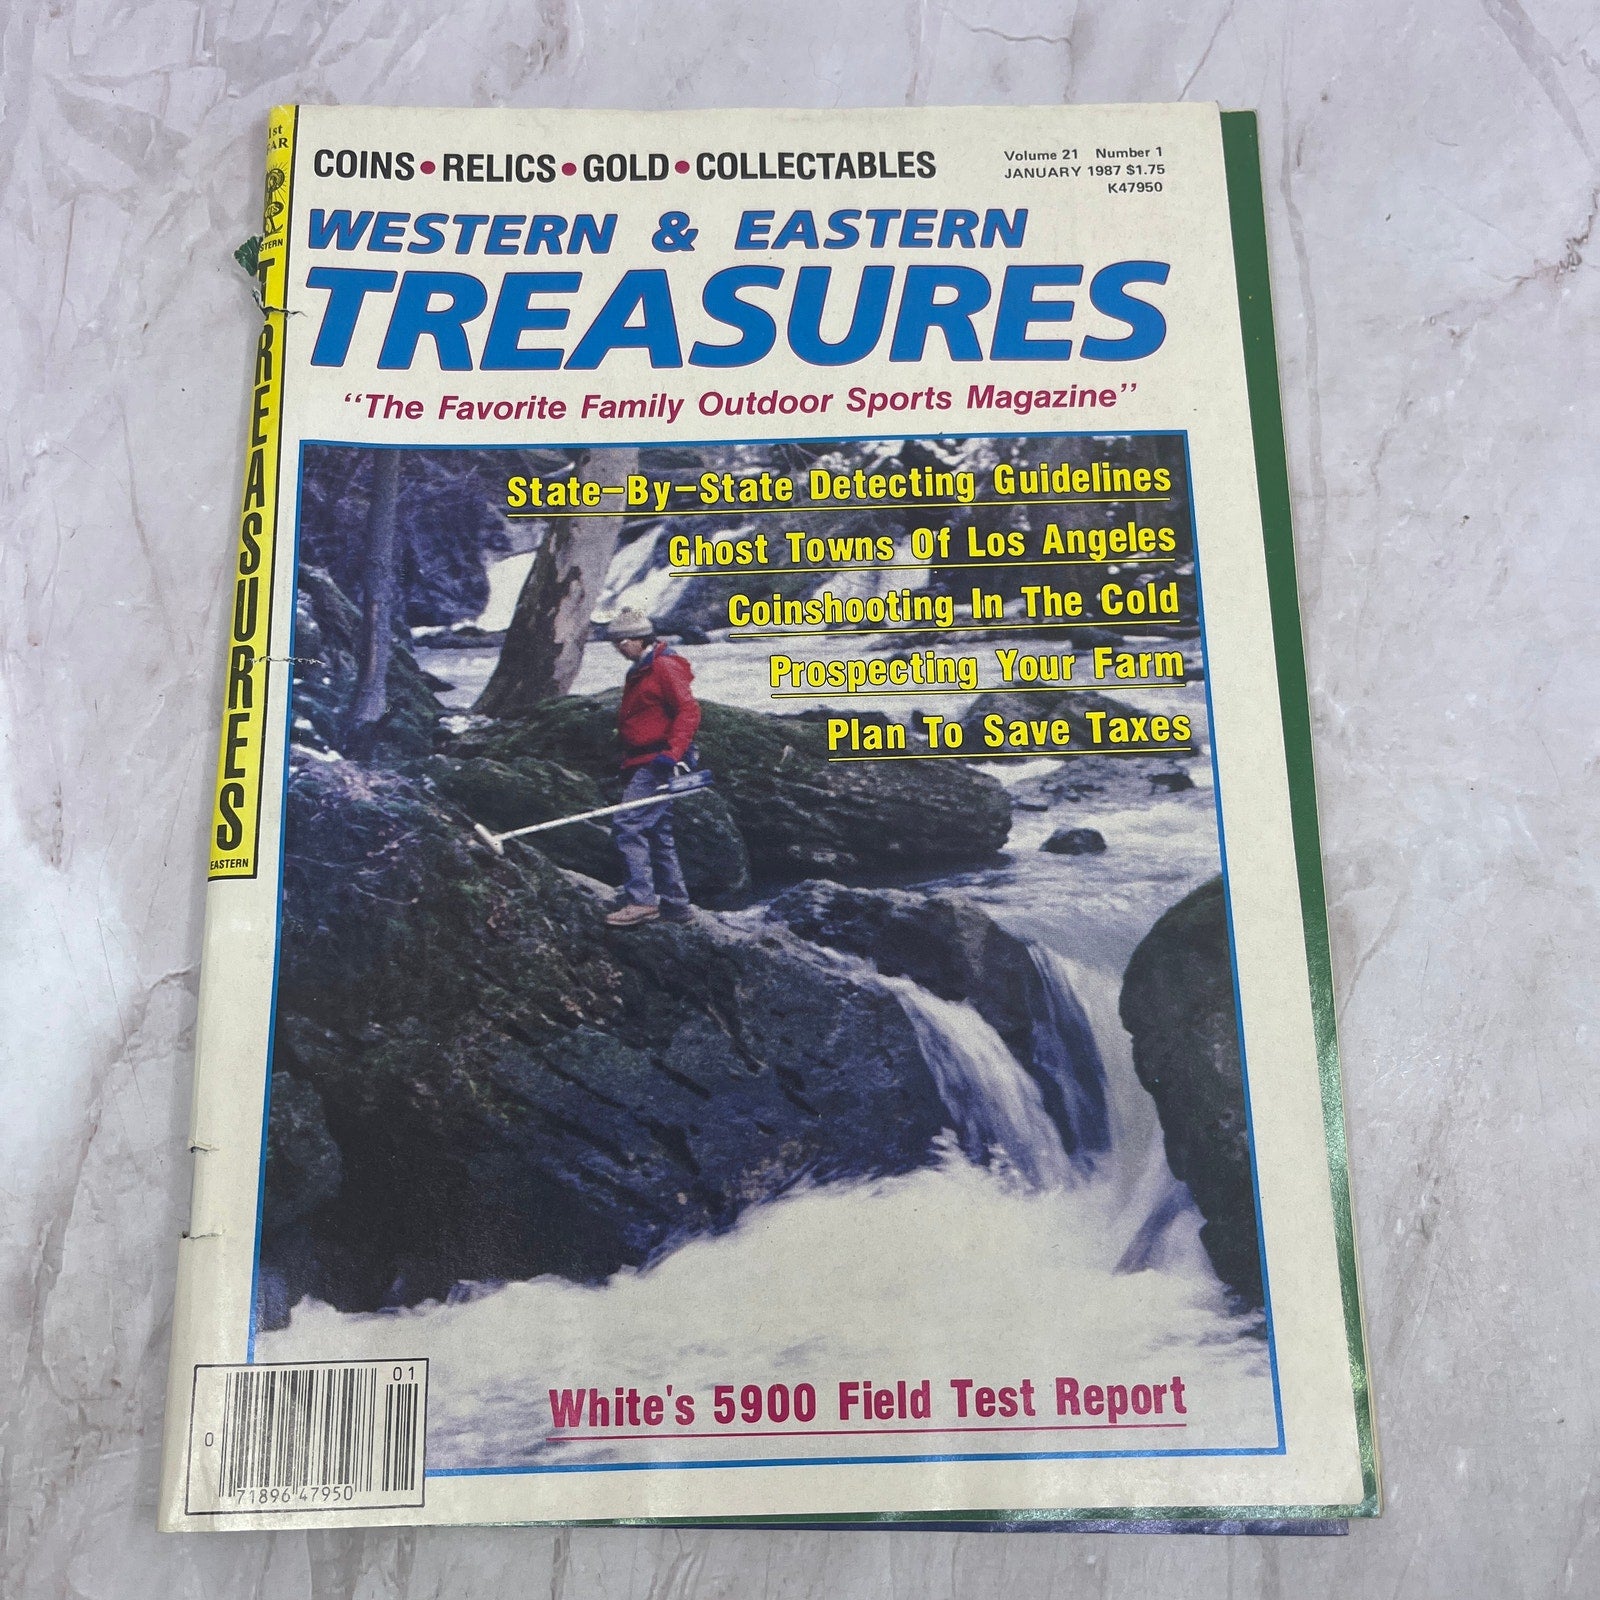 COINS•RELICS•GOLD•COLLECTABLES
Volume 21 Number 1
JANUARY 1987 $1.75
K47950
WESTERN & EASTERN
TREASURES
"The Favorite Family Outdoor Sports Magazine"
State-By-State Detecting Guidelines
Ghost Towns Of Los Angeles
Coinshooting In The Cold
Prospecting Your Farm
Plan To Save Taxes
White's 5900 Field Test Report
TREASURES
EASTERN
01
0
71896 47950